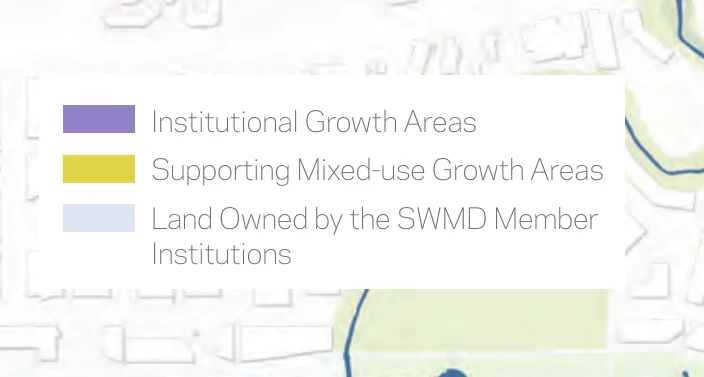 Institutional Growth Areas
Supporting Mixed-use Growth Areas
Land Owned by the SWMD Member
Institutions